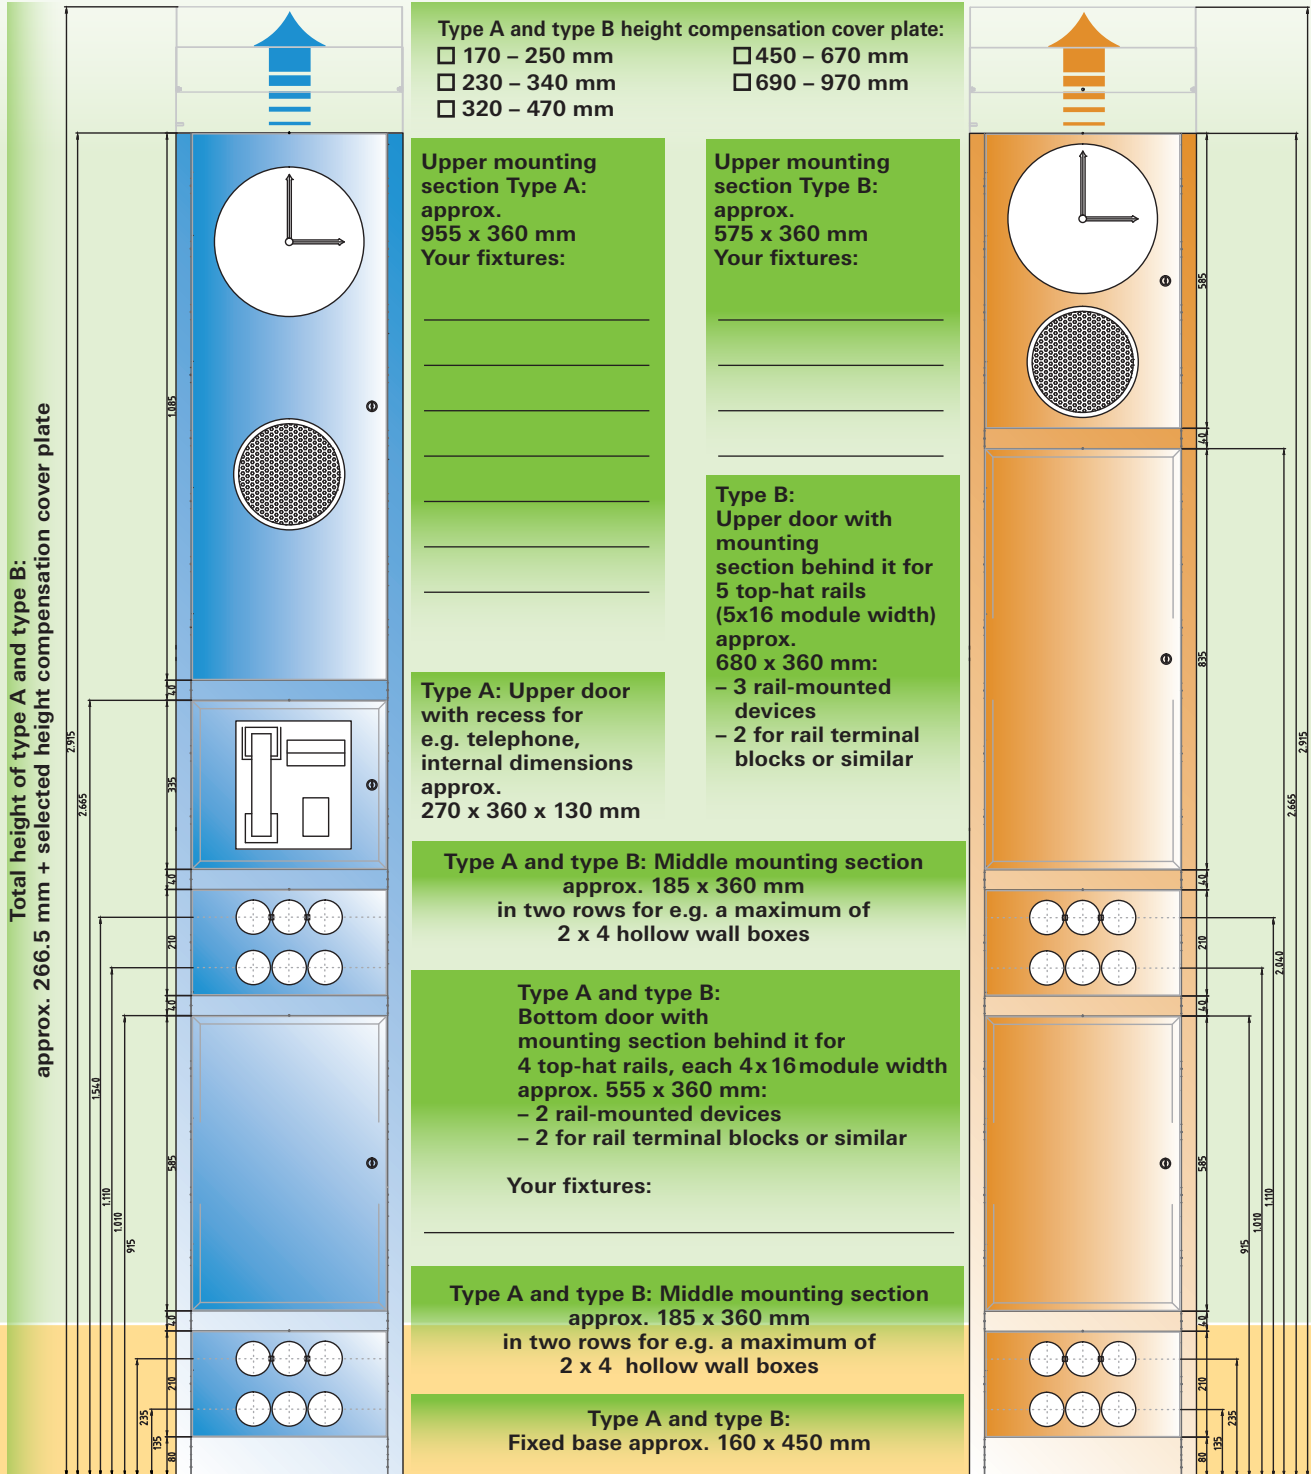 Type A and type B height compensation cover plate:
170 – 250 mm
230 – 340 mm
320 – 470 mm
450 – 670 mm
690 – 970 mm
Upper mounting
section Type A:
approx.
955 x 360 mm
Your fixtures:
Upper mounting
section Type B:
approx.
575 x 360 mm
Your fixtures:
Type B:
Upper door with
mounting
section behind it for
5 top-hat rails
(5x16 module width)
approx.
680 x 360 mm:
– 3 rail-mounted
devices
– 2 for rail terminal
blocks or similar
Type A: Upper door
with recess for
e.g. telephone,
internal dimensions
approx.
270 x 360 x 130 mm
Type A and type B: Middle mounting section
approx. 185 x 360 mm
in two rows for e.g. a maximum of
2 x 4 hollow wall boxes
Type A and type B:
Bottom door with
mounting section behind it for
4 top-hat rails, each 4x16 module width
approx. 555 x 360 mm:
– 2 rail-mounted devices
– 2 for rail terminal blocks or similar
Your fixtures:
Type A and type B: Middle mounting section
approx. 185 x 360 mm
in two rows for e.g. a maximum of
2 x 4 hollow wall boxes
Type A and type B:
Fixed base approx. 160 x 450 mm
Total height of type A and type B:
approx. 266.5 mm + selected height compensation cover plate
2.915
2.665
1.540
1.110
1.010
915
235
135
1.085
40
335
40
210
40
585
40
210
80
585
40
835
40
210
40
585
40
210
80
135
235
915
1.010
1.110
2.040
2.665
2.915